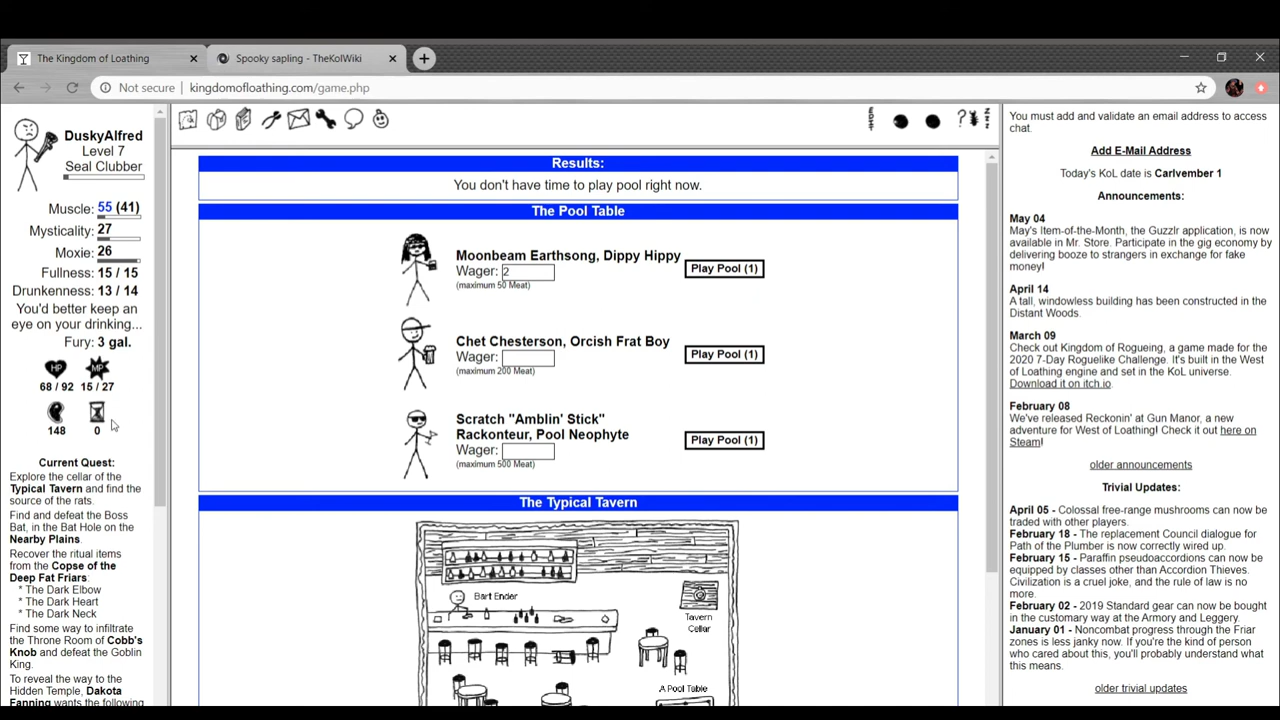 The Kingdom of Loathing
Spooky sapling - TheKolWiki
Not secure | kingdomofloathing.com/game.php
DuskyAlfred
Level 7
Seal Clubber
Muscle: 55 (41)
Mysticality: 27
Moxie: 26
Fullness: 15 / 15
Drunkenness: 13 / 14
You'd better keep an
eye on your drinking...
Fury: 3 gal.
HP MP
68 / 92 15 / 27
148 0
Current Quest:
Explore the cellar of the
Typical Tavern and find the
source of the rats.
Find and defeat the Boss
Bat, in the Bat Hole on the
Nearby Plains.
Recover the ritual items
from the Copse of the
Deep Fat Friars:
* The Dark Elbow
* The Dark Heart
* The Dark Neck
Find some way to infiltrate
the Throne Room of Cobb's
Knob and defeat the Goblin
King.
To reveal the way to the
Hidden Temple, Dakota
Fanning wants the following
Results:
You don't have time to play pool right now.
The Pool Table
Moonbeam Earthsong, Dippy Hippy
Wager: 2
(maximum 50 Meat)
Play Pool (1)
Chet Chesterson, Orcish Frat Boy
Wager:
(maximum 200 Meat)
Play Pool (1)
Scratch "Amblin' Stick"
Rackonteur, Pool Neophyte
Wager:
(maximum 500 Meat)
Play Pool (1)
The Typical Tavern
Bart Ender
Tavern
Cellar
A Pool Table
You must add and validate an email address to access
chat.
Add E-Mail Address
Today's KoL date is Carlvember 1
Announcements:
May 04
May's Item-of-the-Month, the Guzzlr application, is now
available in Mr. Store. Participate in the gig economy by
delivering booze to strangers in exchange for fake
money!
April 14
A tall, windowless building has been constructed in the
Distant Woods.
March 09
Check out Kingdom of Rogueing, a game made for the
2020 7-Day Roguelike Challenge. It's built in the West
of Loathing engine and set in the KoL universe.
Download it on itch.io.
February 08
We've released Reckonin' at Gun Manor, a new
adventure for West of Loathing! Check it out here on
Steam!
older announcements
Trivial Updates:
April 05 - Colossal free-range mushrooms can now be
traded with other players.
February 18 - The replacement Council dialogue for
Path of the Plumber is now correctly wired up.
February 15 - Paraffin pseudoaccordions can now be
equipped by classes other than Accordion Thieves.
Civilization is a cruel joke, and the rule of law is no
more.
February 02 - 2019 Standard gear can now be bought
in the customary way at the Armory and Leggery.
January 01 - Noncombat progress through the Friar
zones is less janky now. If you're the kind of person
who cared about this, you'll probably understand what
this means.
older trivial updates